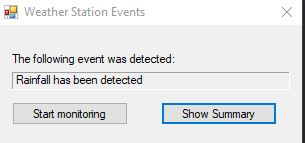 Weather Station Events
The following event was detected:
Rainfall has been detected
Start monitoring
Show Summary